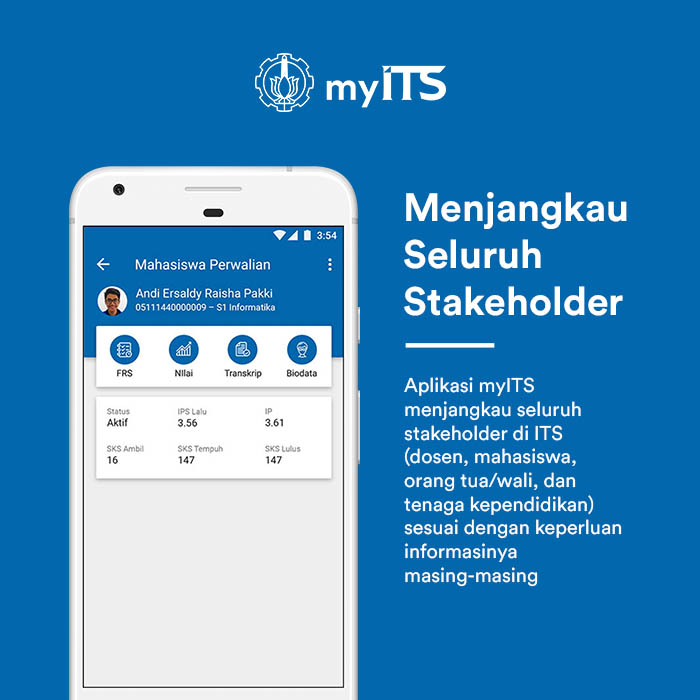 myITS
Menjangkau
Seluruh
Stakeholder
Aplikasi myITS
menjangkau seluruh
stakeholder di ITS
(dosen, mahasiswa,
orang tua/wali, dan
tenaga kependidikan)
sesuai dengan keperluan
informasinya
masing-masing
3:54
Mahasiswa Perwalian
Andi Ersaldy Raisha Pakki
05111440000009 – S1 Informatika
FRS NIlai Transkrip Biodata
Status IPS Lalu IP
Aktif 3.56 3.61
SKS Ambil SKS Tempuh SKS Lulus
16 147 147